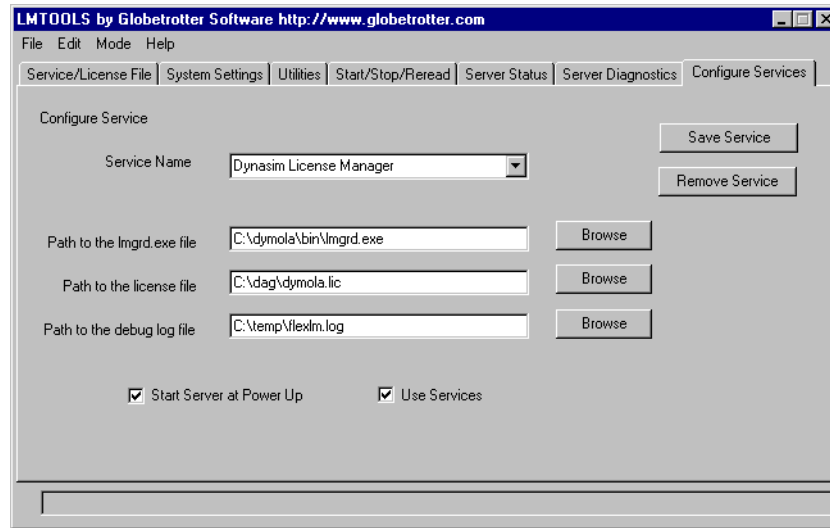 LMTOOLS by Globetrotter Software http://www.globetrotter.com
File Edit Mode Help
Service/License File System Settings Utilities Start/Stop/Reread Server Status Server Diagnostics Configure Services
Configure Service
Save Service
Service Name Dynasim License Manager
Remove Service
Path to the lmgrd.exe file C:\dymola\bin\lmgrd.exe Browse
Path to the license file C:\dag\dymola.lic Browse
Path to the debug log file C:\temp\flexlm.log Browse
Start Server at Power Up Use Services